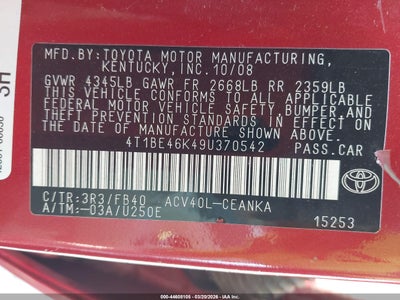 MFD.BY:TOYOTA MOTOR MANUFACTURING,
KENTUCKY,INC.10/08
GVWR 4345LB GAWR FR 2668LB RR 2359LB
THIS VEHICLE CONFORMS TO ALL APPLICABLE
FEDERAL MOTOR VEHICLE SAFETY, BUMPER, AND
THEFT PREVENTION STANDARDS IN EFFECT ON
THE DATE OF MANUFACTURE SHOWN ABOVE.
4T1BE46K49U370542 PASS.CAR
C/TR:3R3/FB40 ACV40L-CEANKA
A/TM:-03A/U250E
TOYOTA
15253
000-44608105 - (03/20/2026 - IAAI)